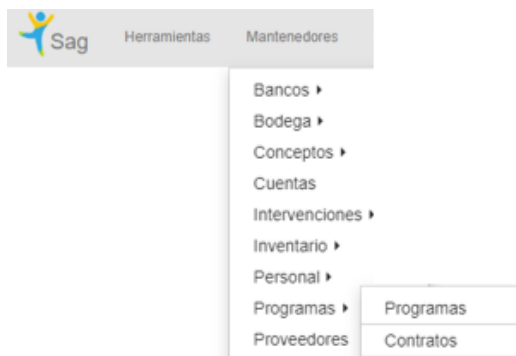 Sag Herramientas Mantenedores
Bancos
Bodega
Conceptos
Cuentas
Intervenciones
Inventario
Personal
Programas Programas
Proveedores Contratos